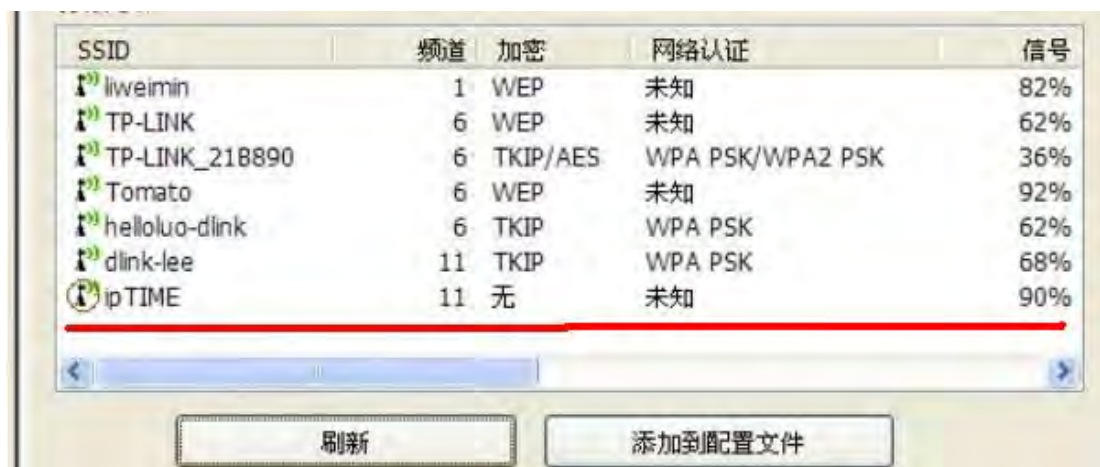 SSID 频道 加密 网络认证 信号
liweimin 1 WEP 未知 82%
TP-LINK 6 WEP 未知 62%
TP-LINK_21B890 6 TKIP/AES WPA PSK/WPA2 PSK 36%
Tomato 6 WEP 未知 92%
helloluo-dlink 6 TKIP WPA PSK 62%
dlink-lee 11 TKIP WPA PSK 68%
ipTIME 11 无 未知 90%
刷新 添加到配置文件